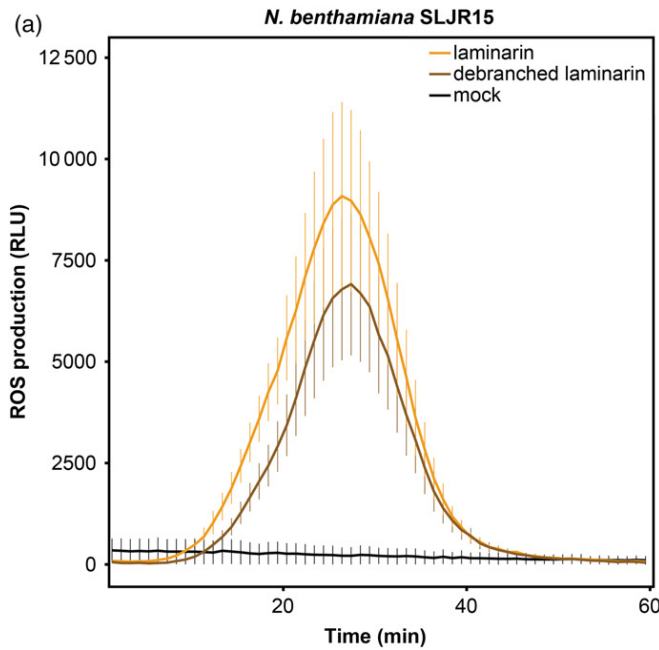 (a)
N. benthamiana SLJR15
laminarin
debranched laminarin
mock
12 500
10 000
7500
5000
2500
0
ROS production (RLU)
20
40
60
Time (min)